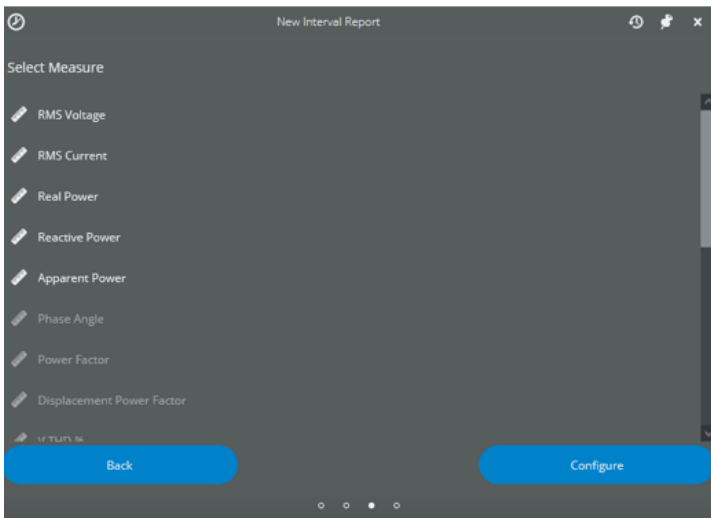 New Interval Report
Select Measure
RMS Voltage
RMS Current
Real Power
Reactive Power
Apparent Power
Phase Angle
Power Factor
Displacement Power Factor
V THD %
Back
Configure